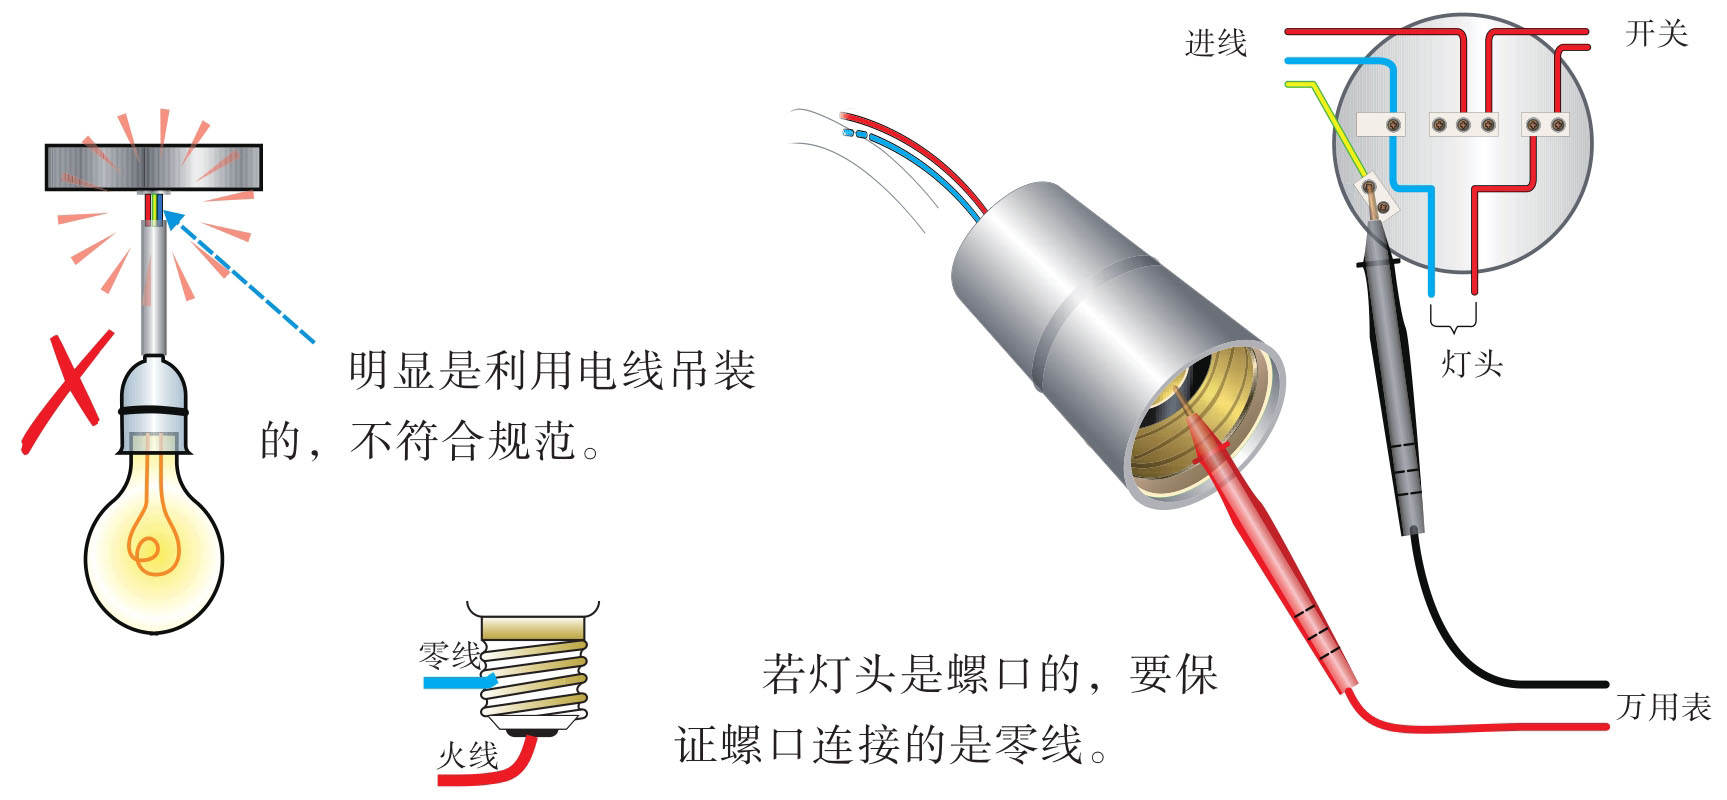 进线
开关
明显是利用电线吊装
的，不符合规范。
灯头
零线
火线
若灯头是螺口的，要保
证螺口连接的是零线。
万用表